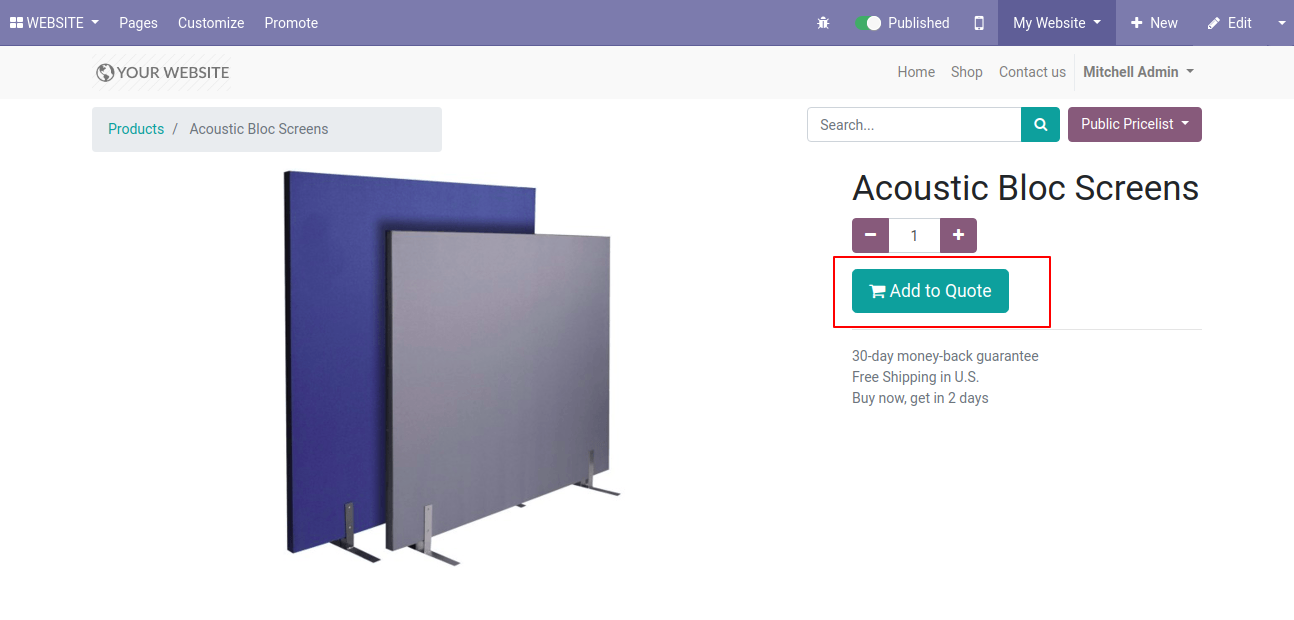 WEBSITE Pages Customize Promote Published My Website New Edit
YOUR WEBSITE Home Shop Contact us Mitchell Admin
Products / Acoustic Bloc Screens Search... Public Pricelist
Acoustic Bloc Screens
1
Add to Quote
30-day money-back guarantee
Free Shipping in U.S.
Buy now, get in 2 days